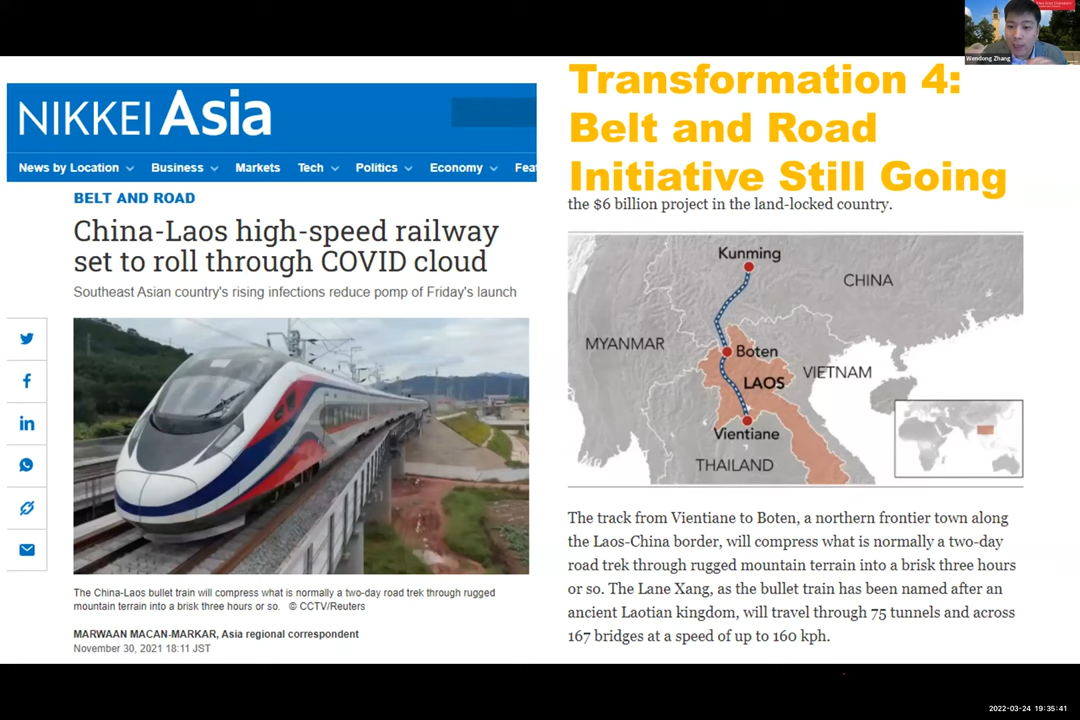 Wendong Zhang
NIKKEI Asia
News by Location Business Markets Tech Politics Economy Fea
BELT AND ROAD
China-Laos high-speed railway
set to roll through COVID cloud
Southeast Asian country's rising infections reduce pomp of Friday's launch
The China-Laos bullet train will compress what is normally a two-day road trek through rugged
mountain terrain into a brisk three hours or so. © CCTV/Reuters
MARWAAN MACAN-MARKAR, Asia regional correspondent
November 30, 2021 18:11 JST
Transformation 4:
Belt and Road
Initiative Still Going
the $6 billion project in the land-locked country.
Kunming
CHINA
MYANMAR
Boten
VIETNAM
LAOS
Vientiane
THAILAND
The track from Vientiane to Boten, a northern frontier town along
the Laos-China border, will compress what is normally a two-day
road trek through rugged mountain terrain into a brisk three hours
or so. The Lane Xang, as the bullet train has been named after an
ancient Laotian kingdom, will travel through 75 tunnels and across
167 bridges at a speed of up to 160 kph.
2022-03-24 19:35:41